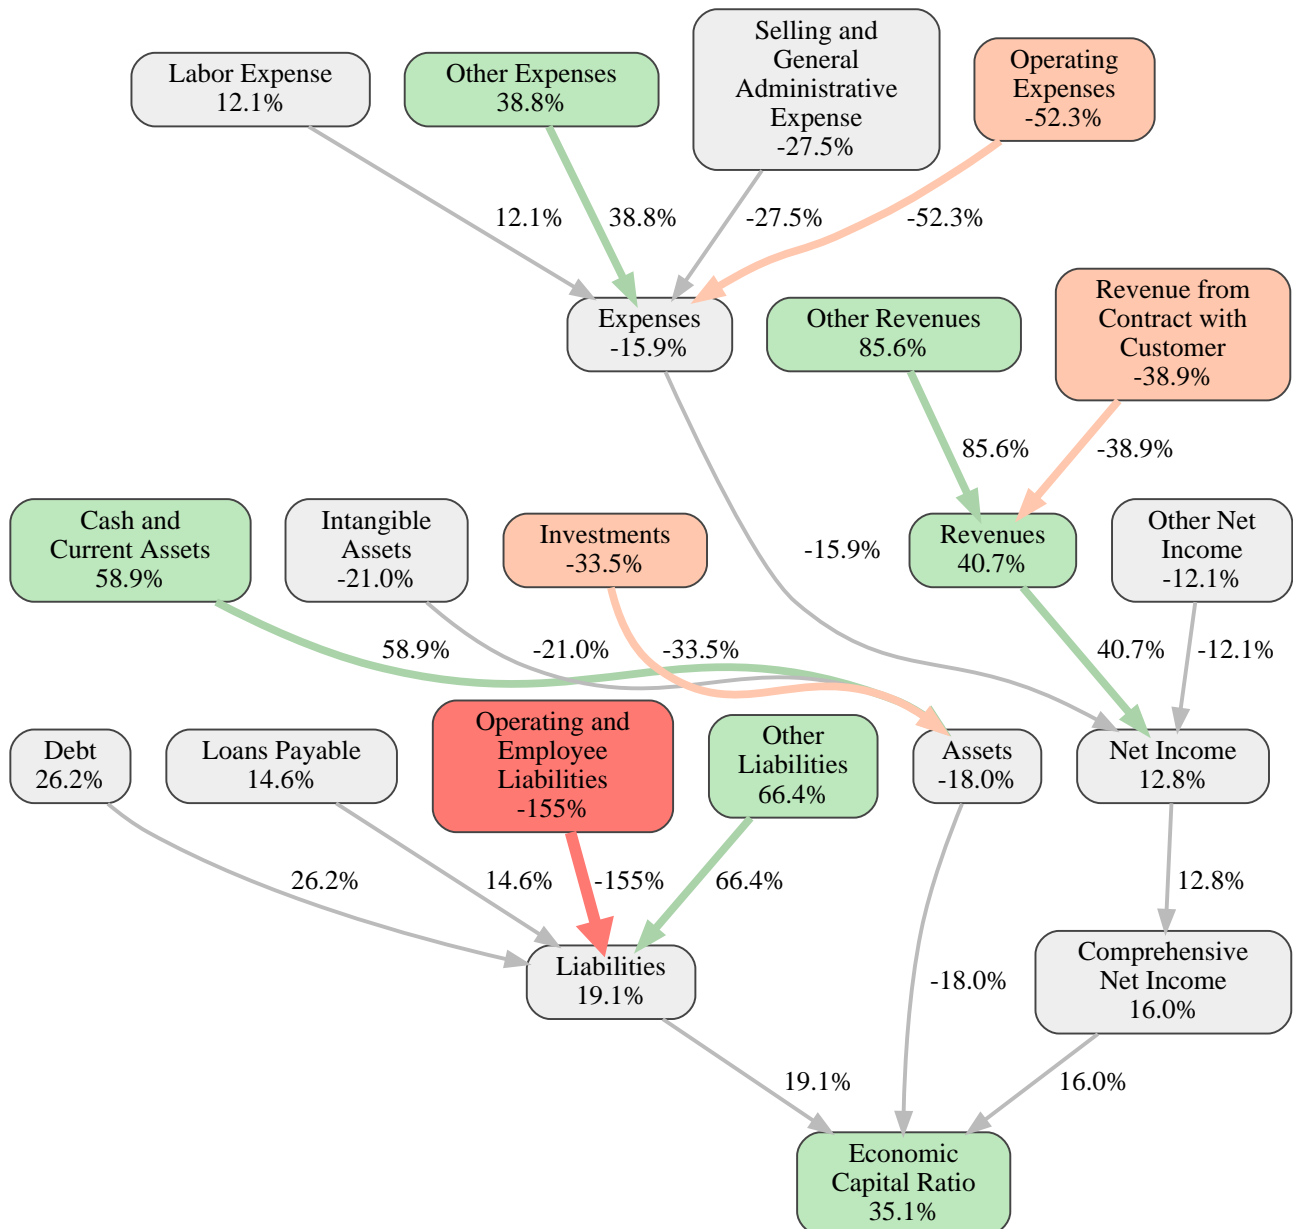 Labor Expense
12.1%
Other Expenses
38.8%
Selling and
General
Administrative
Expense
-27.5%
Operating
Expenses
-52.3%
12.1%
38.8%
-27.5%
-52.3%
Expenses
-15.9%
Other Revenues
85.6%
Revenue from
Contract with
Customer
-38.9%
85.6%
-38.9%
Cash and
Current Assets
58.9%
Intangible
Assets
-21.0%
Investments
-33.5%
-15.9%
Revenues
40.7%
Other Net
Income
-12.1%
58.9%
-21.0%
-33.5%
40.7%
-12.1%
Debt
26.2%
Loans Payable
14.6%
Operating and
Employee
Liabilities
-155%
Other
Liabilities
66.4%
Assets
-18.0%
Net Income
12.8%
26.2%
14.6%
-155%
66.4%
12.8%
Liabilities
19.1%
-18.0%
Comprehensive
Net Income
16.0%
19.1%
16.0%
Economic
Capital Ratio
35.1%